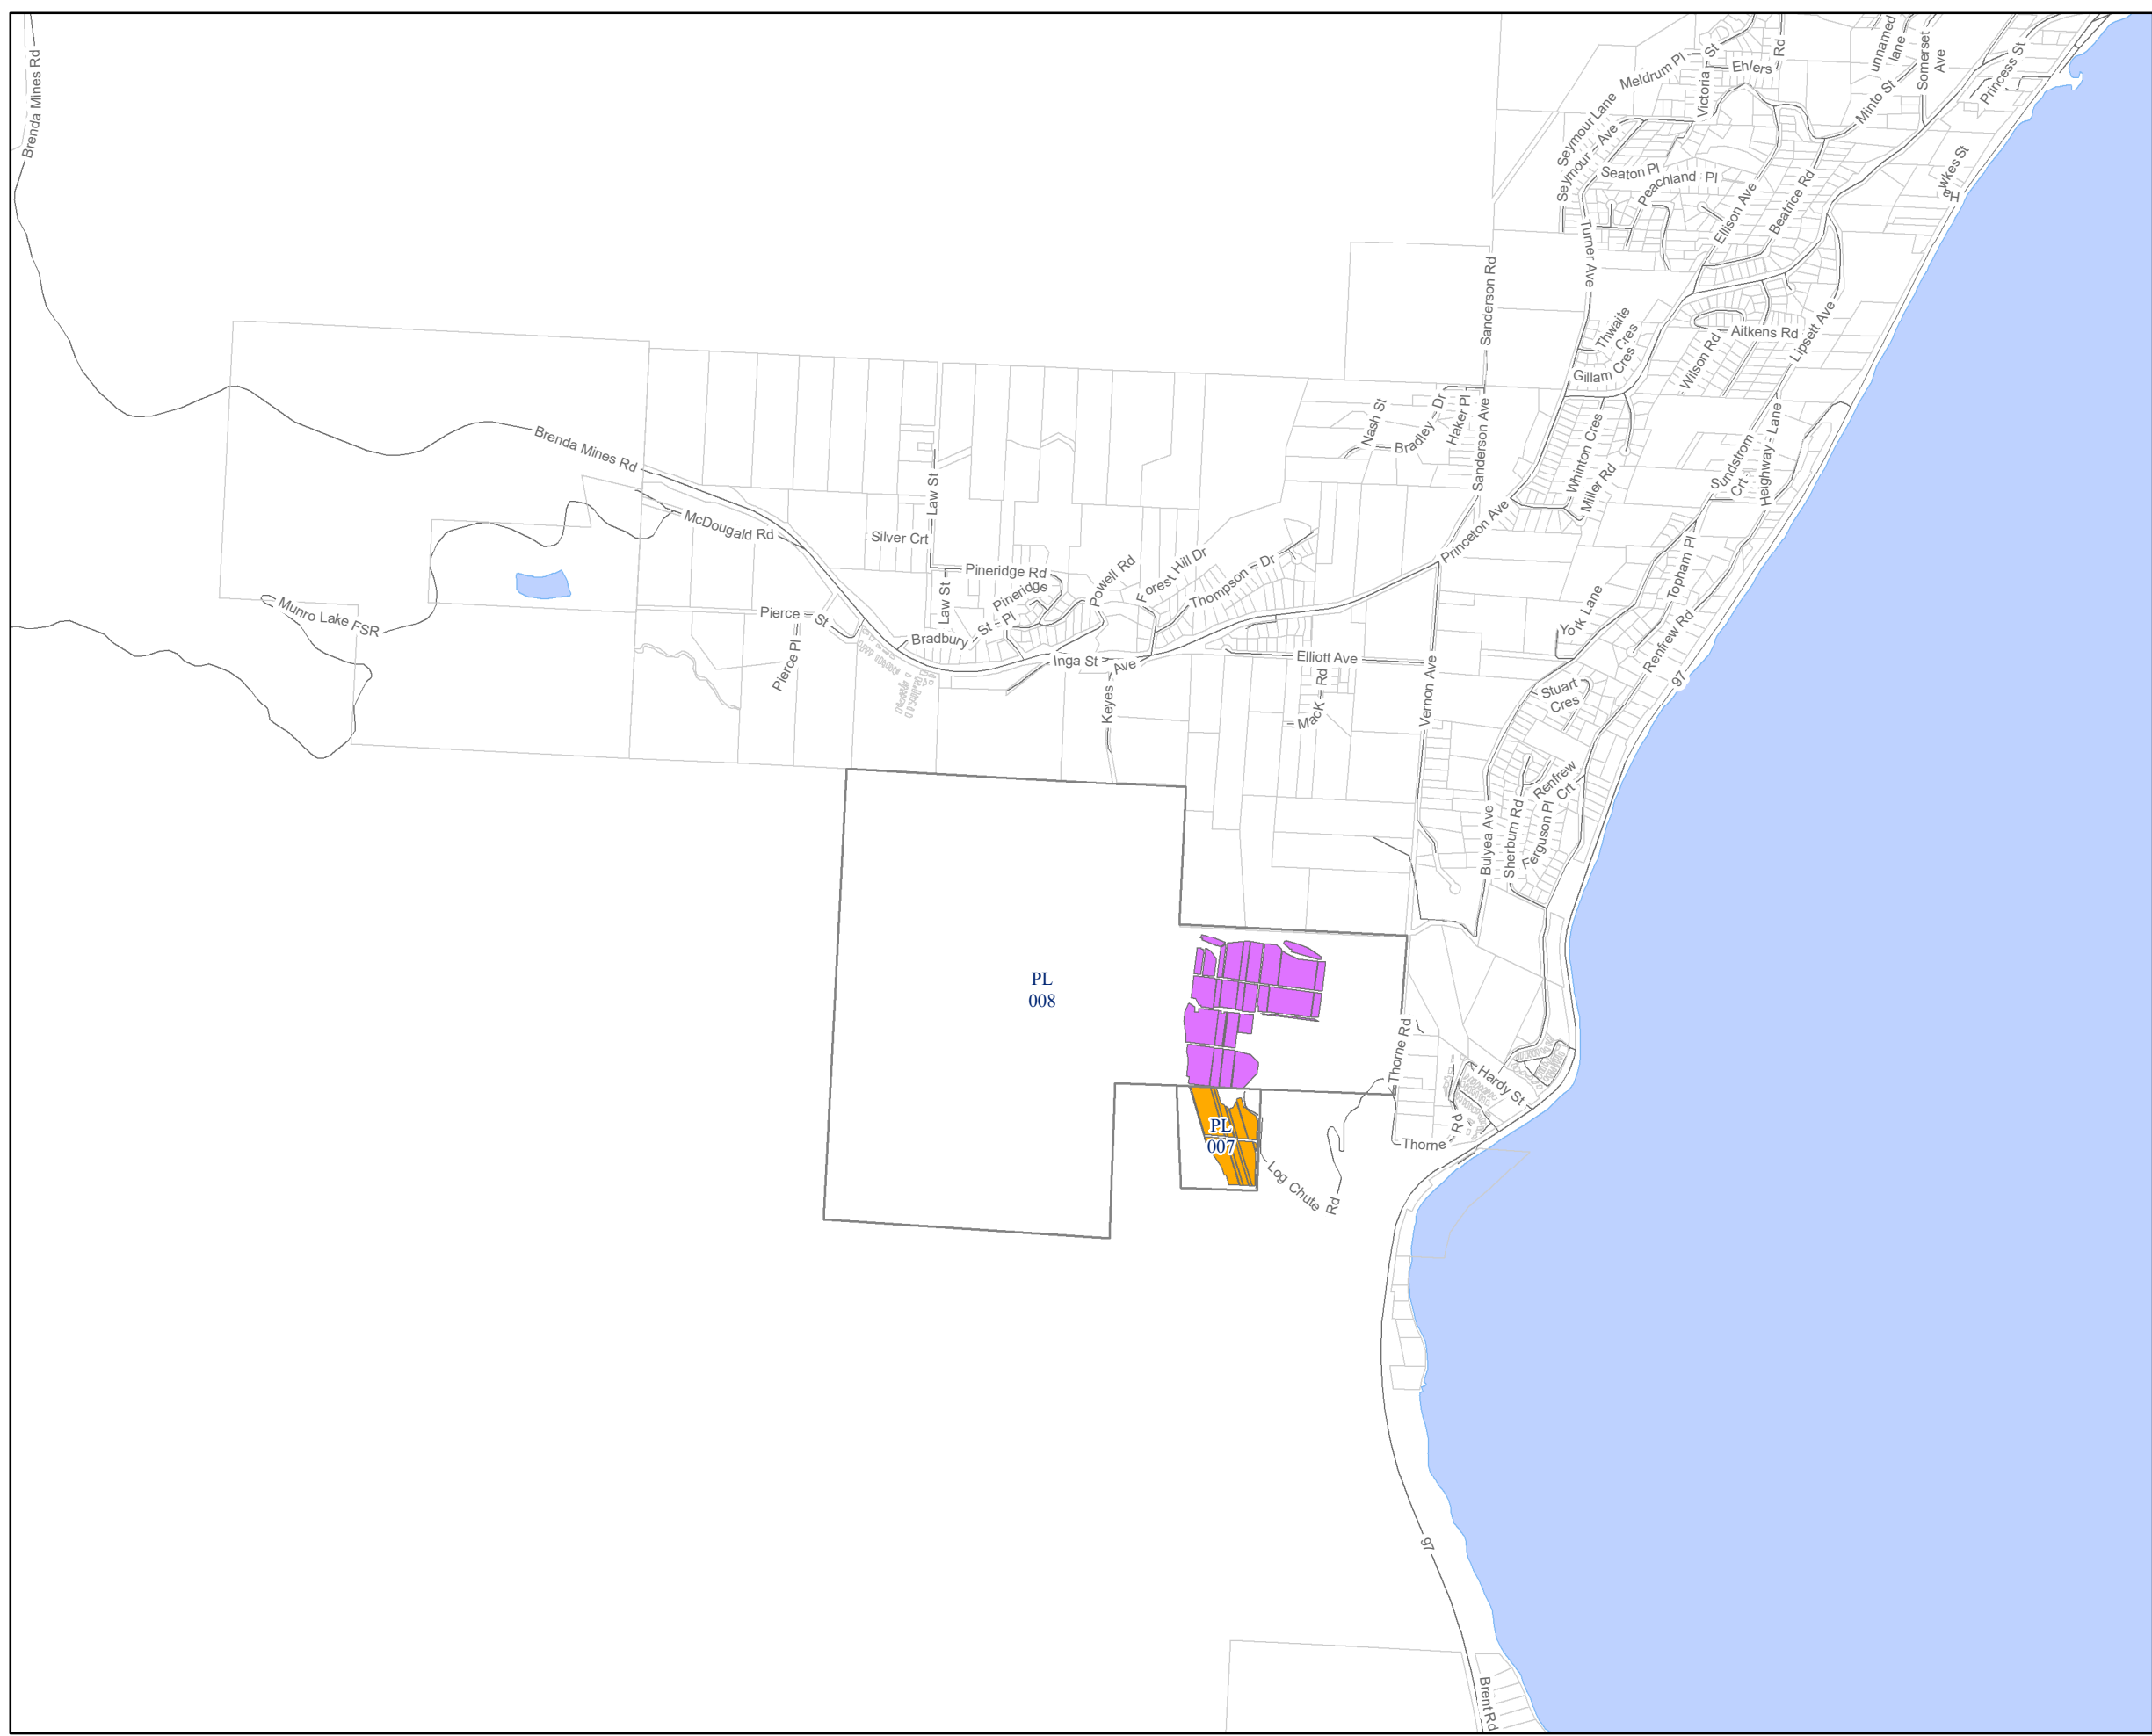 Brenda Mines Rd
Meldrum Pl
Victoria St
Ehlers
Rd
unnamed
lane
Somerset
Ave
Princess St
Minto St
Seymour Lane
Seymour Ave
Seaton Pl
Peachland Pl
Ellison Ave
Beatrice Rd
wkes St
Turner Ave
Sanderson Rd
Thwaite
Cres
Gillam Cres
Aitkens Rd
Wilson Rd
Lipsett Ave
Nash St
Bradley Dr
Haker Pl
Sanderson Ave
Whinton Cres
Miller Rd
Sundstrom
Crt
Heighway Lane
Brenda Mines Rd
McDougald Rd
Law St
Silver Crt
Pineridge Rd
Pineridge
Pl
Powell Rd
Forest Hill Dr
Thompson Dr
Princeton Ave
Topham Pl
York Lane
Renfrew Rd
Munro Lake FSR
Pierce St
Pierce Pl
Law St
Bradbury St
Inga St
Ave
Keyes
Elliott Ave
MacK Rd
Vernon Ave
97
Stuart
Cres
Renfrew
Crt
Bulyea Ave
Sherburn Rd
Ferguson Pl
PL
008
Thorne Rd
Hardy St
PL
007
Thorne Rd
Log Chute Rd
97
Brent Rd